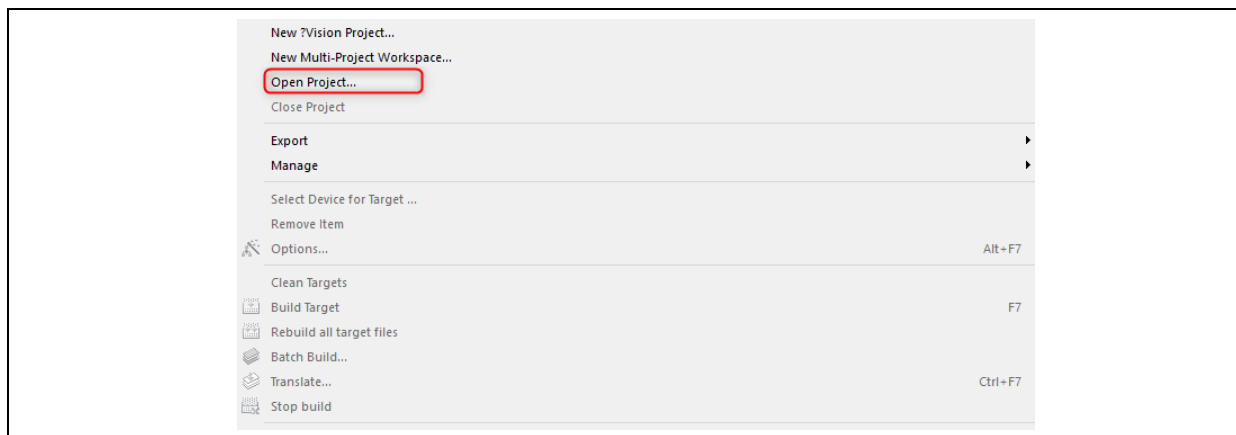 New ?Vision Project...
New Multi-Project Workspace...
Open Project...
Close Project
Export
Manage
Select Device for Target ...
Remove Item
Options... Alt+F7
Clean Targets
Build Target F7
Rebuild all target files
Batch Build...
Translate... Ctrl+F7
Stop build